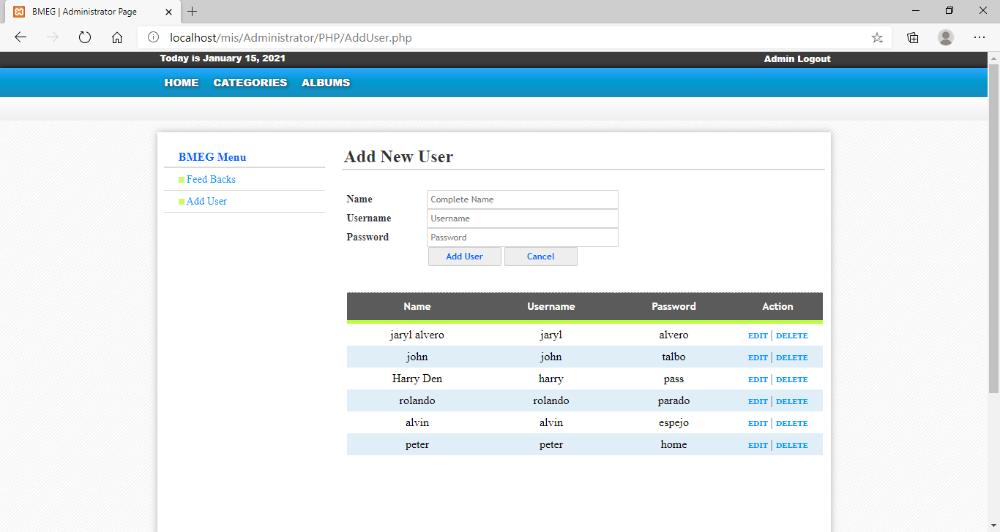 BMEG | Administrator Page
localhost/mis/Administrator/PHP/AddUser.php
Today is January 15, 2021 Admin Logout
HOME CATEGORIES ALBUMS
BMEG Menu
Feed Backs
Add User
Add New User
Name Complete Name
Username Username
Password Password
Add User Cancel
Name Username Password Action
jaryl alvero jaryl alvero EDIT | DELETE
john john talbo EDIT | DELETE
Harry Den harry pass EDIT | DELETE
rolando rolando parado EDIT | DELETE
alvin alvin espejo EDIT | DELETE
peter peter home EDIT | DELETE